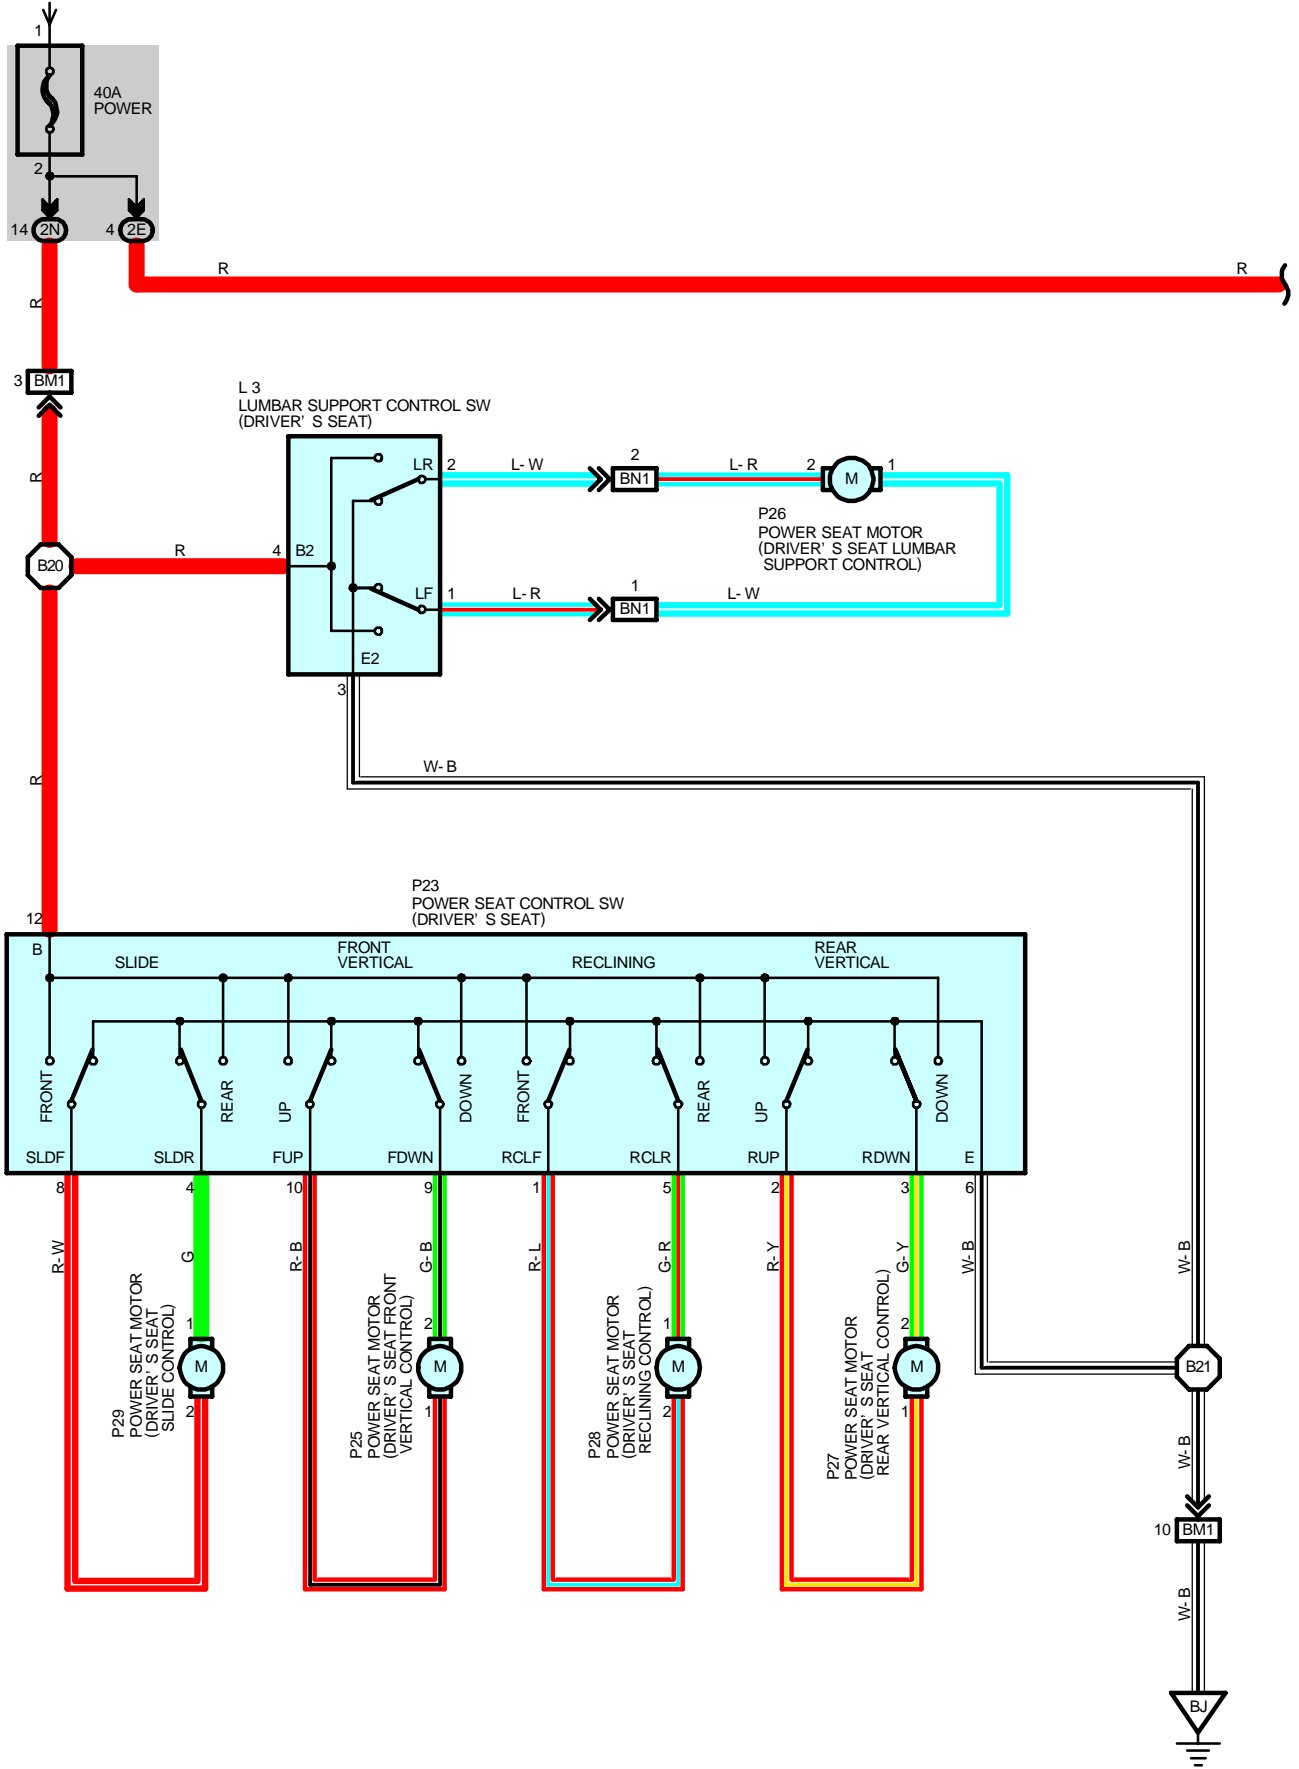 1
40A
POWER
2
14 2N
4 2E
R
R
R
3 BM1
R
L 3
LUMBAR SUPPORT CONTROL SW
(DRIVER' S SEAT)
LR 2
L- W
2
BN1
L- R
2
M
1
P26
POWER SEAT MOTOR
(DRIVER' S SEAT LUMBAR
SUPPORT CONTROL)
B20
R
4 B2
LF 1
L- R
1
BN1
L- W
E2
3
W- B
R
P23
POWER SEAT CONTROL SW
(DRIVER' S SEAT)
12
B
SLIDE
FRONT
VERTICAL
RECLINING
REAR
VERTICAL
FRONT
REAR
UP
DOWN
FRONT
REAR
UP
DOWN
SLDF
SLDR
FUP
FDWN
RCLF
RCLR
RUP
RDWN
E
8
4
10
9
1
5
2
3
6
R- W
G
R- B
G- B
R- L
G- R
R- Y
G- Y
W- B
W- B
1
2
1
2
M
M
M
M
2
1
2
1
P29
POWER SEAT MOTOR
(DRIVER' S SEAT
SLIDE CONTROL)
P25
POWER SEAT MOTOR
(DRIVER' S SEAT FRONT
VERTICAL CONTROL)
P28
POWER SEAT MOTOR
(DRIVER' S SEAT
RECLINING CONTROL)
P27
POWER SEAT MOTOR
(DRIVER' S SEAT
REAR VERTICAL CONTROL)
B21
W- B
10 BM1
W- B
BJ